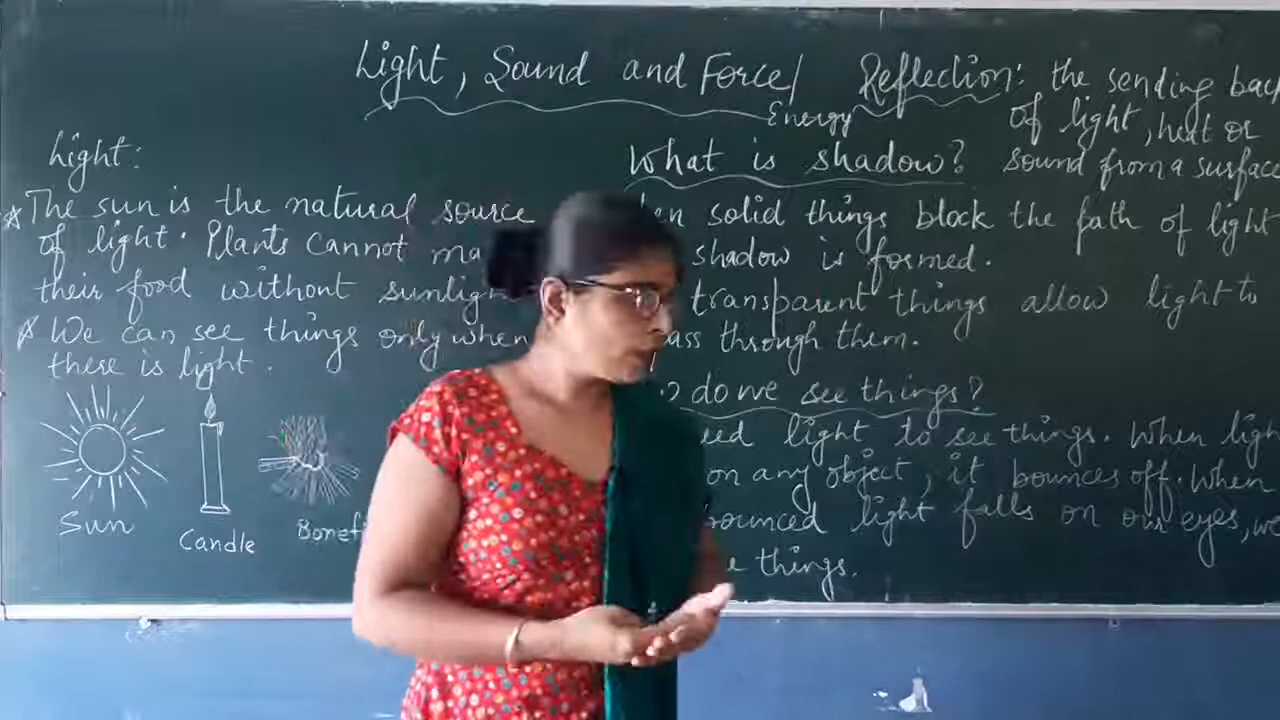 Light, Sound and Force/
Energy
Reflection: the sending back
of light, heat or
sound from a surface
Light:
* The sun is the natural source
of light. Plants cannot ma
their food without sunligh
* We can see things only when
there is light.
Sun
Candle
Bonefi
What is shadow?
en solid things block the path of light
shadow is formed.
transparent things allow light to
ass through them.
do we see things?
eed light to see things. When ligh
on any object, it bounces off. When
bounced light falls on our eyes, we
e things.